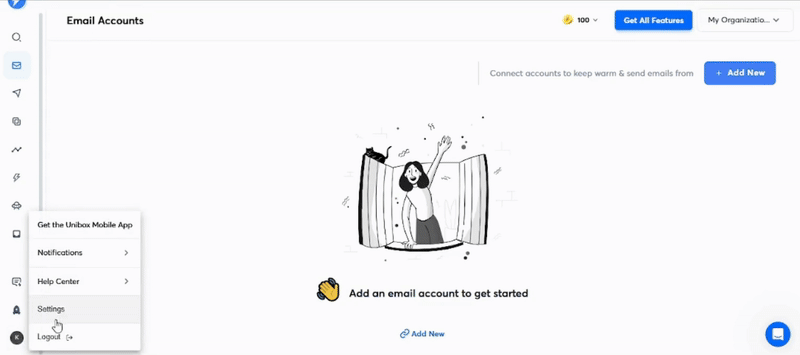 Email Accounts
100
Get All Features
My Organizatio...
Connect accounts to keep warm & send emails from
+ Add New
Get the Unibox Mobile App
Notifications
Help Center
Settings
Logout
K
Add an email account to get started
Add New